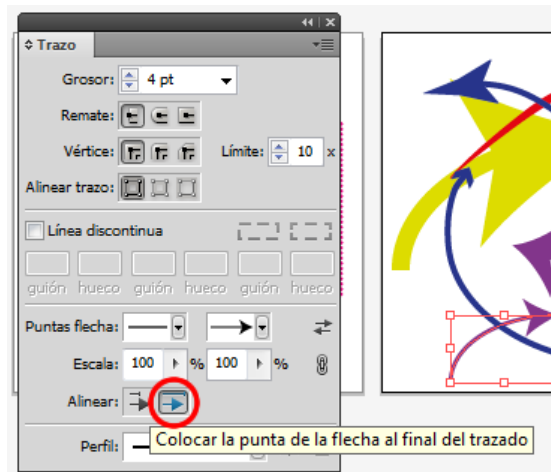 Trazo
Grosor: 4 pt
Remate:
Vértice: Límite: 10 x
Alinear trazo:
Línea discontinua
guión hueco guión hueco guión hueco
Puntas flecha:
Escala: 100 % 100 %
Alinear:
Colocar la punta de la flecha al final del trazado
Perfil: